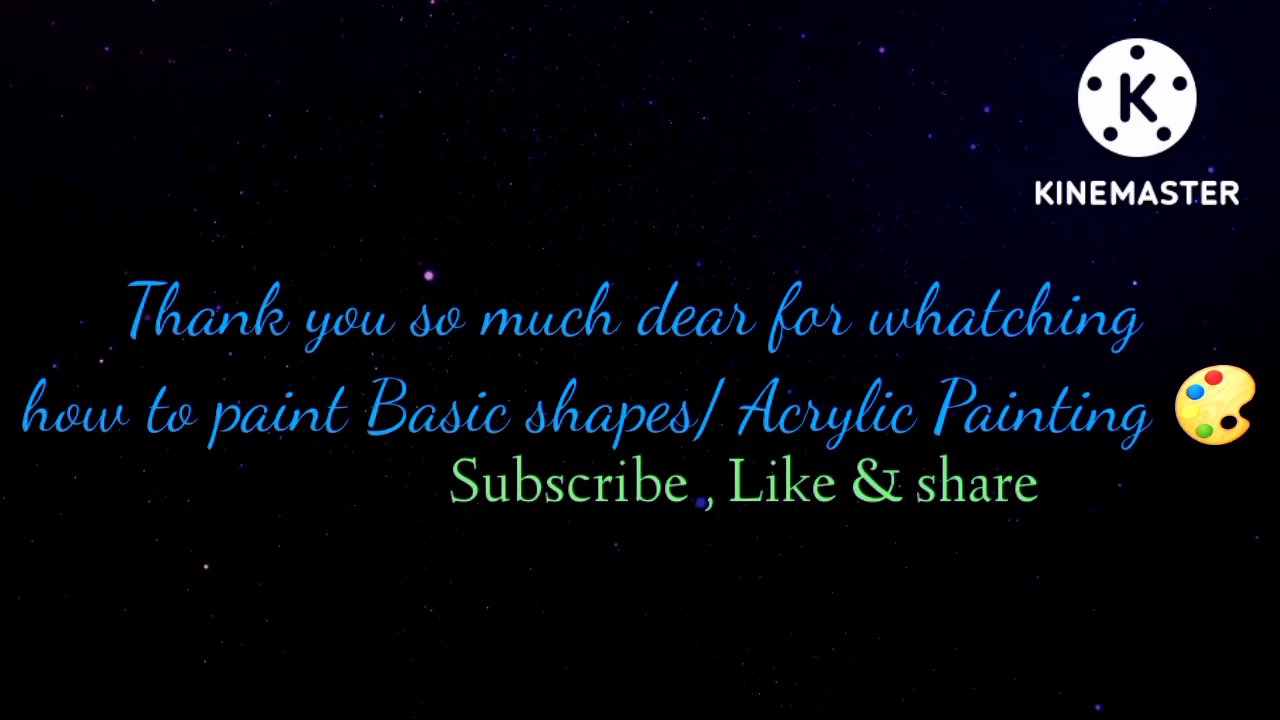 K
KINEMASTER
Thank you so much dear for whatching
how to paint Basic shapes/ Acrylic Painting 🎨
Subscribe , Like & share